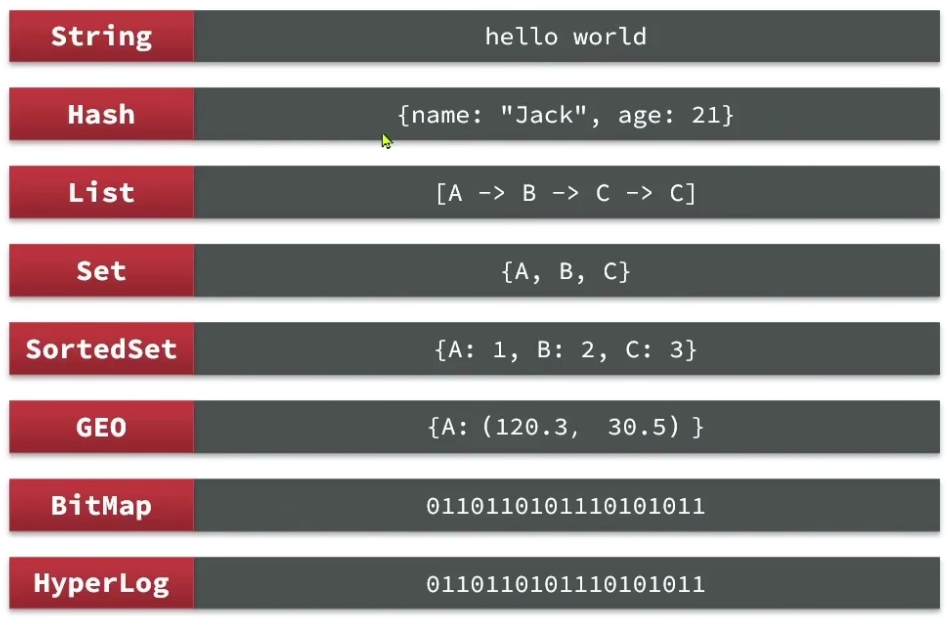 String hello world
Hash {name: "Jack", age: 21}
List [A -> B -> C -> C]
Set {A, B, C}
SortedSet {A: 1, B: 2, C: 3}
GEO {A: (120.3, 30.5) }
BitMap 0110110101110101011
HyperLog 0110110101110101011